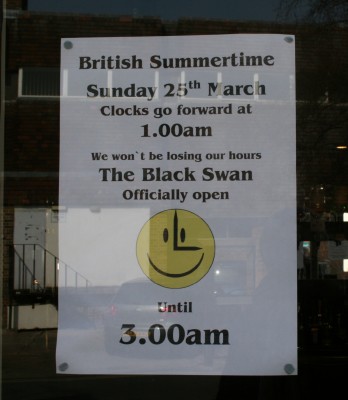 British Summertime
Sunday 25th March
Clocks go forward at
1.00am
We won`t be losing our hours
The Black Swan
Officially open
Until
3.00am